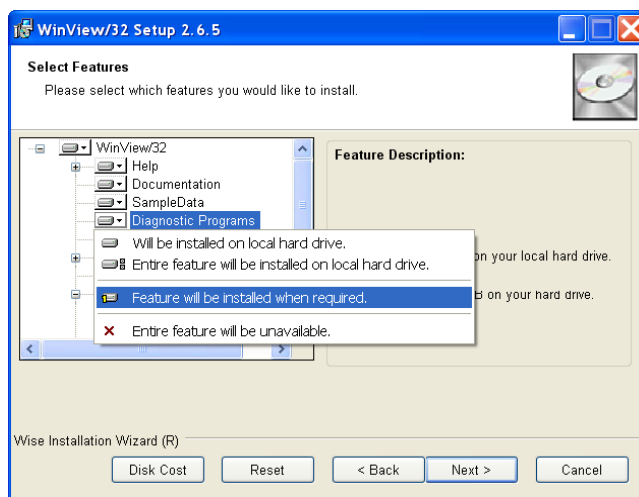 WinView/32 Setup 2.6.5
Select Features
Please select which features you would like to install.
WinView/32
Help
Documentation
SampleData
Diagnostic Programs
Feature Description:
Will be installed on local hard drive.
Entire feature will be installed on local hard drive.
Feature will be installed when required.
Entire feature will be unavailable.
on your local hard drive.
on your hard drive.
Wise Installation Wizard (R)
Disk Cost
Reset
< Back
Next >
Cancel